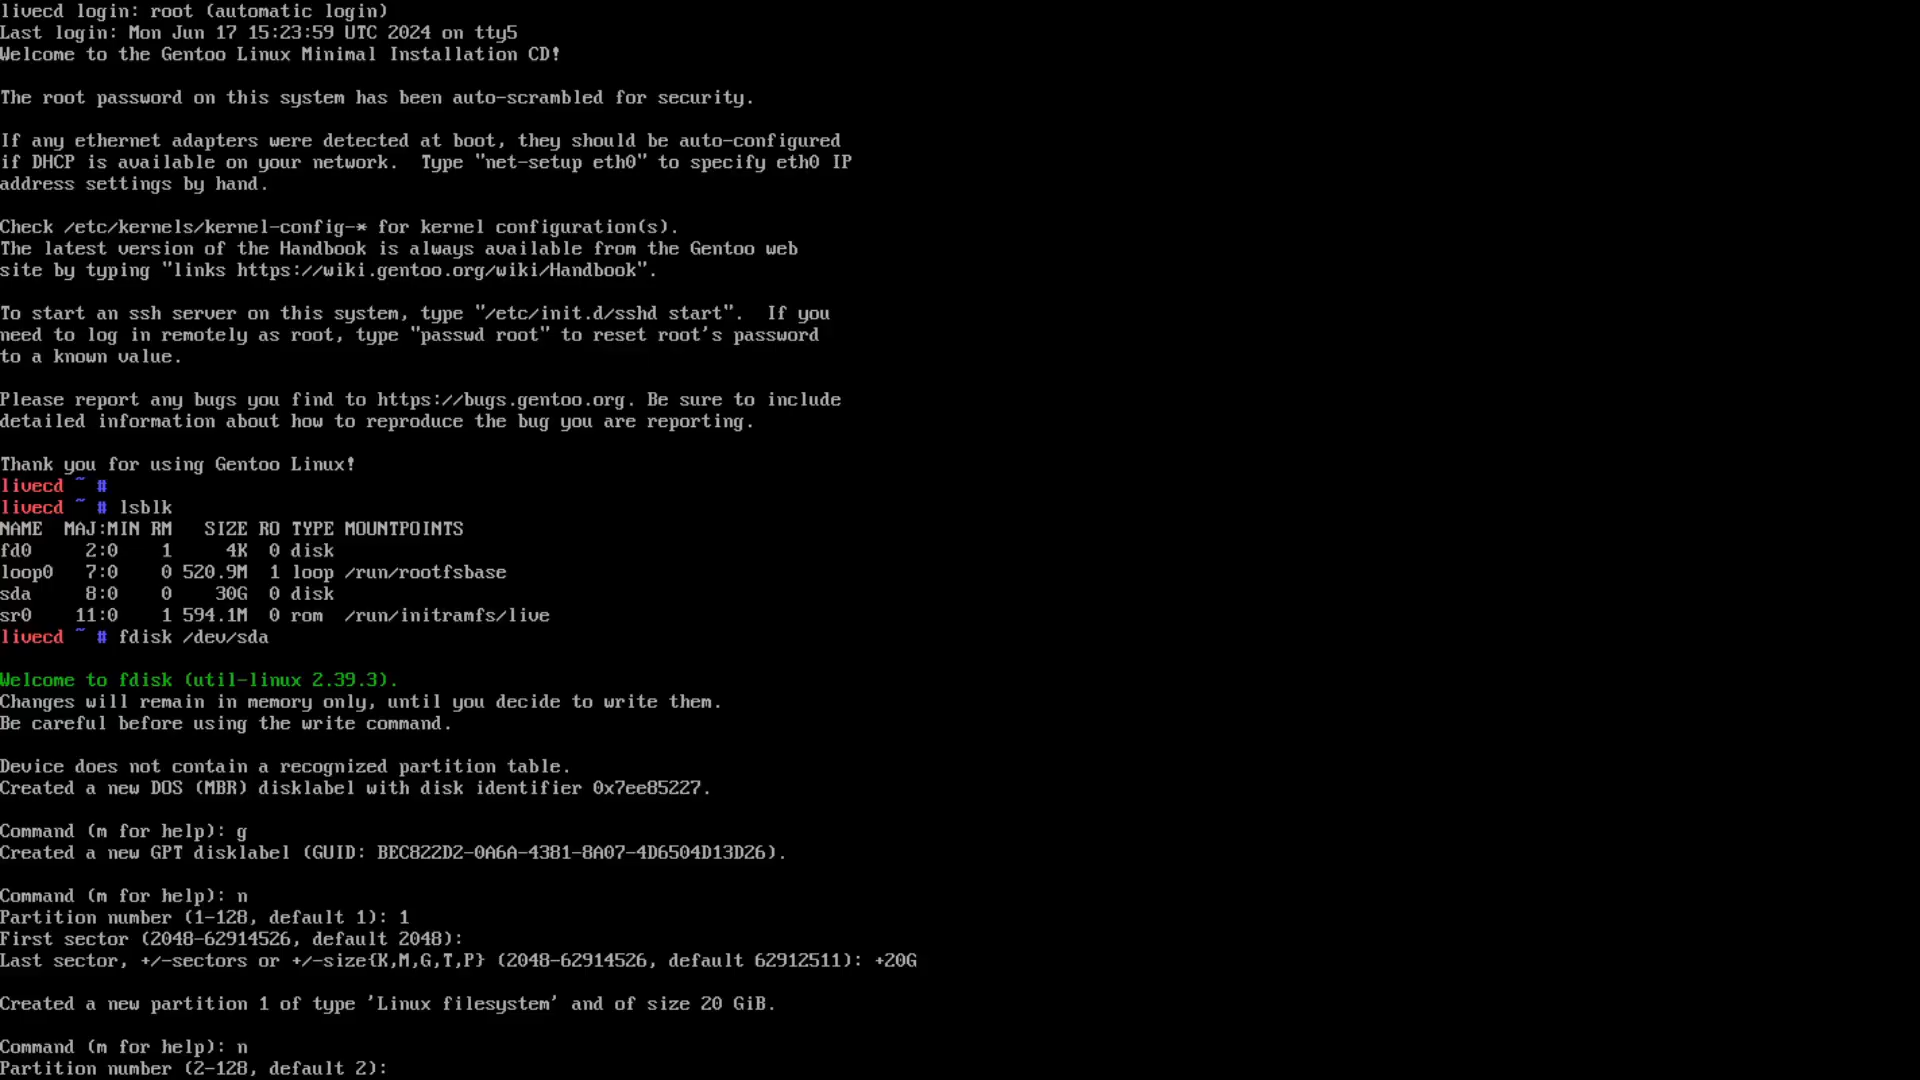 livecd login: root (automatic login)
Last login: Mon Jun 17 15:23:59 UTC 2024 on tty5
Welcome to the Gentoo Linux Minimal Installation CD!
The root password on this system has been auto-scrambled for security.
If any ethernet adapters were detected at boot, they should be auto-configured
if DHCP is available on your network.  Type "net-setup eth0" to specify eth0 IP
address settings by hand.
Check /etc/kernels/kernel-config-* for kernel configuration(s).
The latest version of the Handbook is always available from the Gentoo web
site by typing "links https://wiki.gentoo.org/wiki/Handbook".
To start an ssh server on this system, type "/etc/init.d/sshd start".  If you
need to log in remotely as root, type "passwd root" to reset root's password
to a known value.
Please report any bugs you find to https://bugs.gentoo.org. Be sure to include
detailed information about how to reproduce the bug you are reporting.
Thank you for using Gentoo Linux!
livecd ~ #
livecd ~ # lsblk
NAME  MAJ:MIN RM   SIZE RO TYPE MOUNTPOINTS
fd0     2:0    1     4K  0 disk
loop0   7:0    0 520.9M  1 loop /run/rootfsbase
sda     8:0    0    30G  0 disk
sr0    11:0    1 594.1M  0 rom  /run/initramfs/live
livecd ~ # fdisk /dev/sda
Welcome to fdisk (util-linux 2.39.3).
Changes will remain in memory only, until you decide to write them.
Be careful before using the write command.
Device does not contain a recognized partition table.
Created a new DOS (MBR) disklabel with disk identifier 0x7ee85227.
Command (m for help): g
Created a new GPT disklabel (GUID: BEC822D2-0A6A-4381-8A07-4D6504D13D26).
Command (m for help): n
Partition number (1-128, default 1): 1
First sector (2048-62914526, default 2048):
Last sector, +/-sectors or +/-size{K,M,G,T,P} (2048-62914526, default 62912511): +20G
Created a new partition 1 of type 'Linux filesystem' and of size 20 GiB.
Command (m for help): n
Partition number (2-128, default 2):